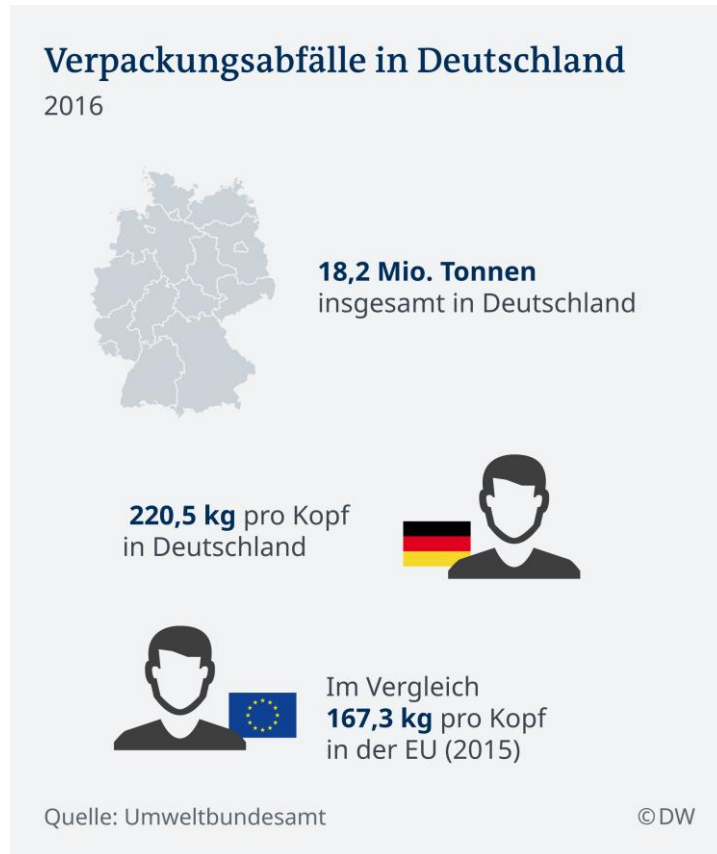 Verpackungsabfälle in Deutschland
2016
18,2 Mio. Tonnen
insgesamt in Deutschland
220,5 kg pro Kopf
in Deutschland
Im Vergleich
167,3 kg pro Kopf
in der EU (2015)
Quelle: Umweltbundesamt
©DW